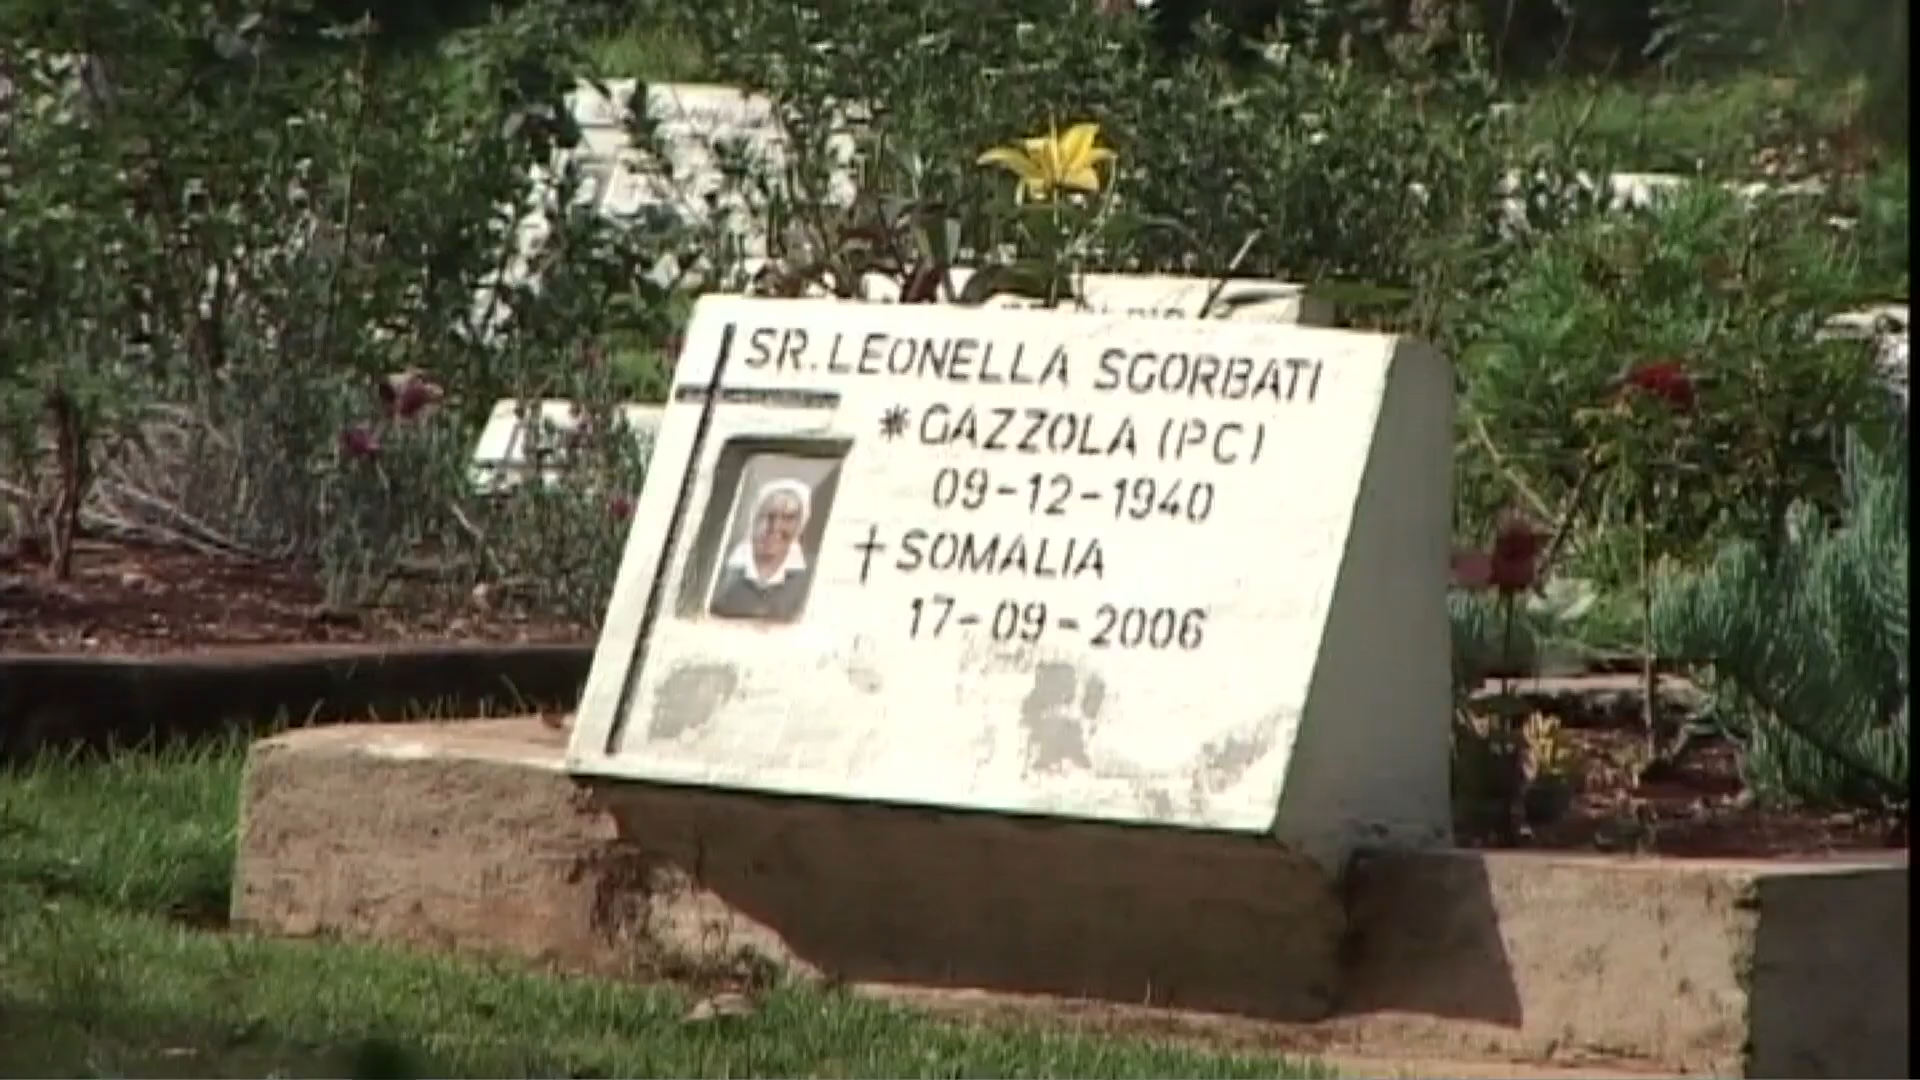 SR. LEONELLA SGORBATI
* GAZZOLA (PC)
09-12-1940
† SOMALIA
17-09-2006